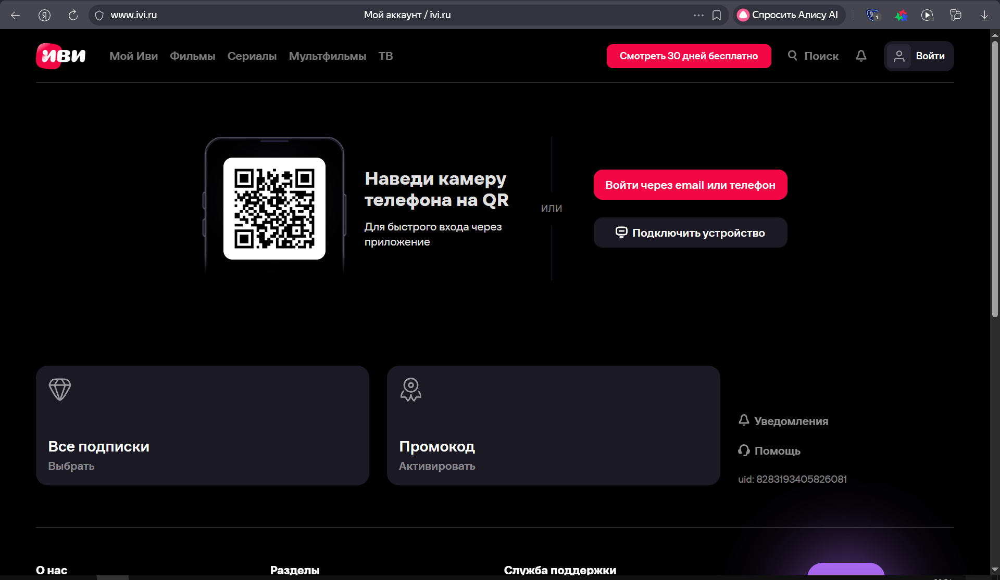 www.ivi.ru
Мой аккаунт / ivi.ru
Спросить Алису AI
1
иви
Мой Иви
Фильмы
Сериалы
Мультфильмы
ТВ
Смотреть 30 дней бесплатно
Поиск
Войти
Наведи камеру
телефона на QR
Для быстрого входа через
приложение
ИЛИ
Войти через email или телефон
Подключить устройство
Все подписки
Выбрать
Промокод
Активировать
Уведомления
Помощь
uid: 8283193405826081
О нас
Разделы
Служба поддержки